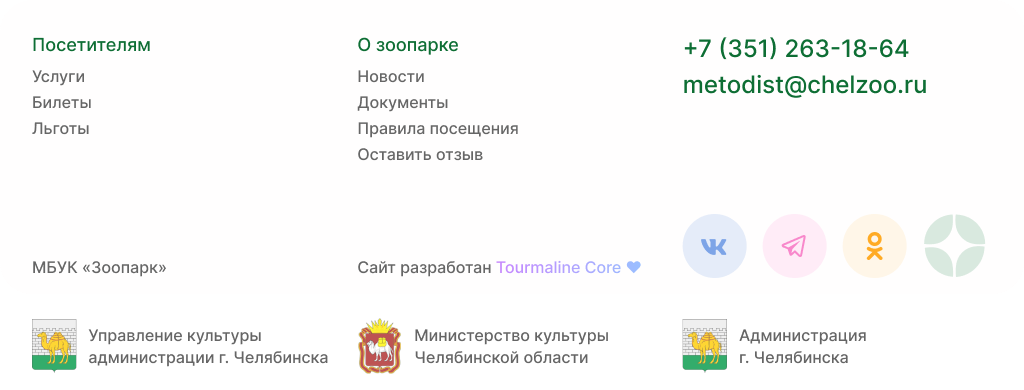 Посетителям
Услуги
Билеты
Льготы
О зоопарке
Новости
Документы
Правила посещения
Оставить отзыв
+7 (351) 263-18-64
metodist@chelzoo.ru
МБУК «Зоопарк»
Сайт разработан Tourmaline Core
Управление культуры
администрации г. Челябинска
Министерство культуры
Челябинской области
Администрация
г. Челябинска